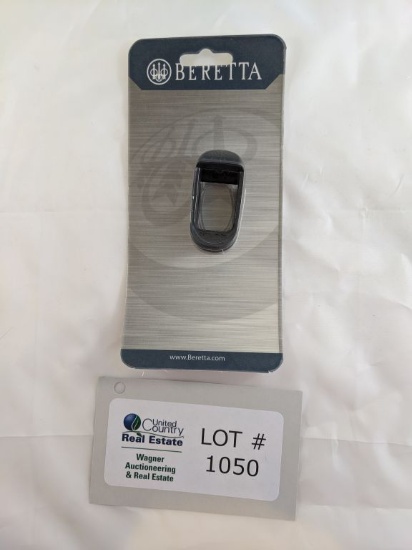 BERETTA
www.Beretta.com
United
Country
Real Estate
Wagner
Auctioneering
& Real Estate
LOT #
1050